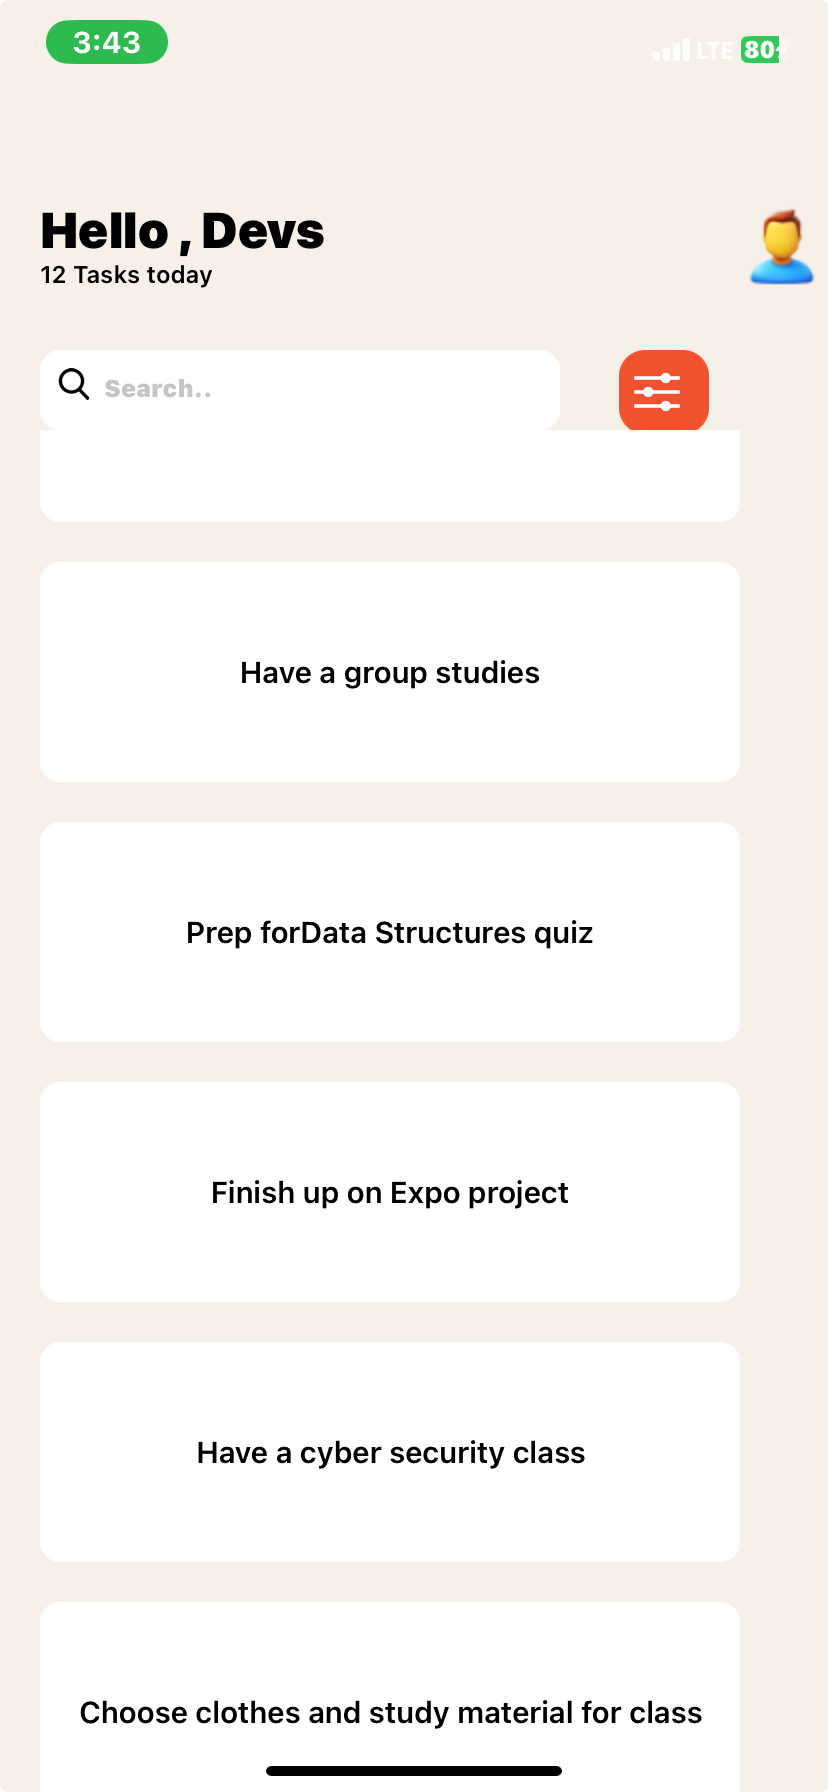 3:43
LTE 80
Hello , Devs
12 Tasks today
Search..
Have a group studies
Prep forData Structures quiz
Finish up on Expo project
Have a cyber security class
Choose clothes and study material for class